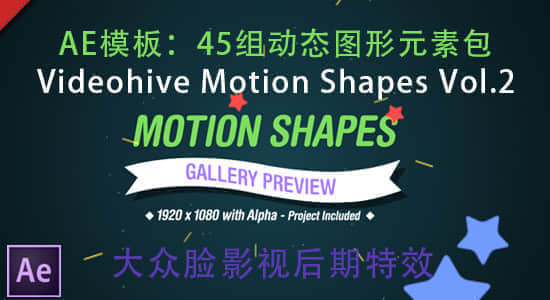 AE模板：45组动态图形元素包
Videohive Motion Shapes Vol.2
MOTION SHAPES
GALLERY PREVIEW
◆ 1920 x 1080 with Alpha - Project Included ◆
Ae
大众脸影视后期特效